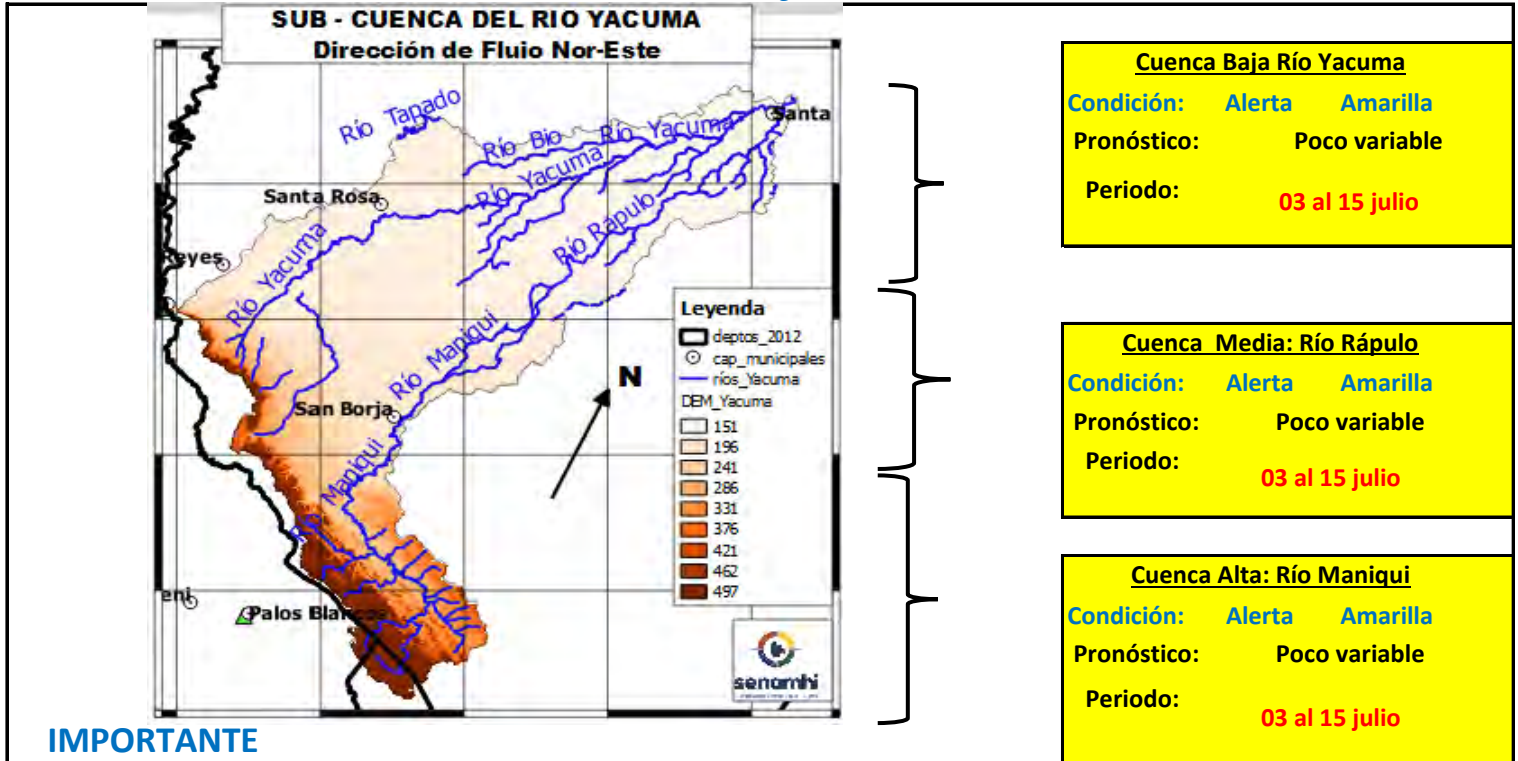 SUB - CUENCA DEL RIO YACUMA
Dirección de Fluio Nor-Este
Río Tapado
Río Bio
Río Yacuma
Santa
Río Yacuma
Santa Rosa
Río Rápulo
Reyes
Río Yacuma
Río Maniqui
San Borja
Río Maniqui
Río Maniqui
eni
Palos Blancos
N
Leyenda
deptos_2012
cap_municipales
ríos_Yacuma
DEM_Yacuma
151
196
241
286
331
376
421
462
497
senamhi
Cuenca Baja Río Yacuma
Condición: Alerta Amarilla
Pronóstico: Poco variable
Periodo: 03 al 15 julio
Cuenca Media: Río Rápulo
Condición: Alerta Amarilla
Pronóstico: Poco variable
Periodo: 03 al 15 julio
Cuenca Alta: Río Maniqui
Condición: Alerta Amarilla
Pronóstico: Poco variable
Periodo: 03 al 15 julio
IMPORTANTE